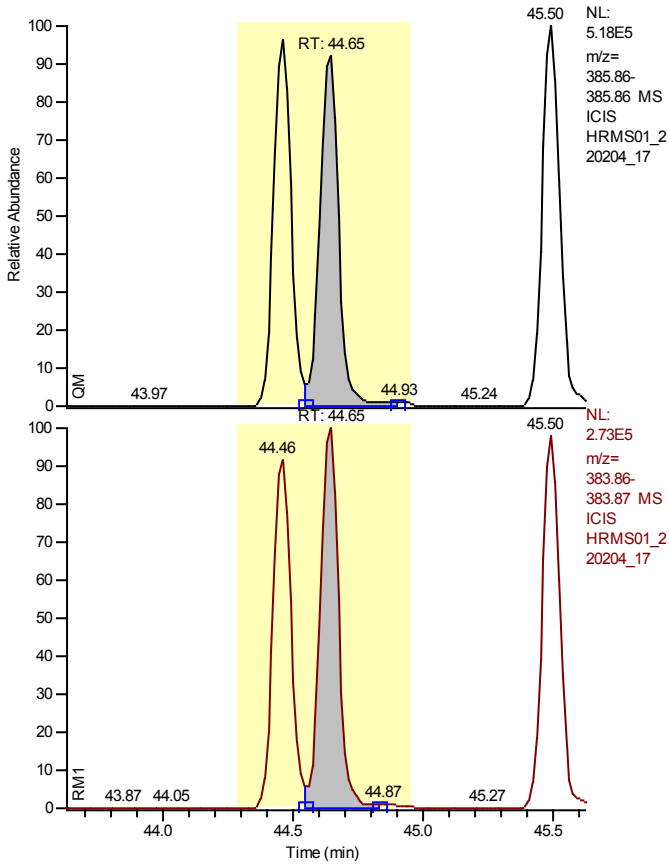 45.50
NL:
5.18E5
m/z=
385.86-
385.86 MS
ICIS
HRMS01_2
20204_17
RT: 44.65
100
90
80
70
60
50
40
30
20
10
0
Relative Abundance
QM
43.97
44.93
45.24
RT: 44.65
45.50
NL:
2.73E5
m/z=
383.86-
383.87 MS
ICIS
HRMS01_2
20204_17
44.46
100
90
80
70
60
50
40
30
20
10
0
RM1
43.87 44.05
44.87
45.27
44.0 44.5 45.0 45.5
Time (min)